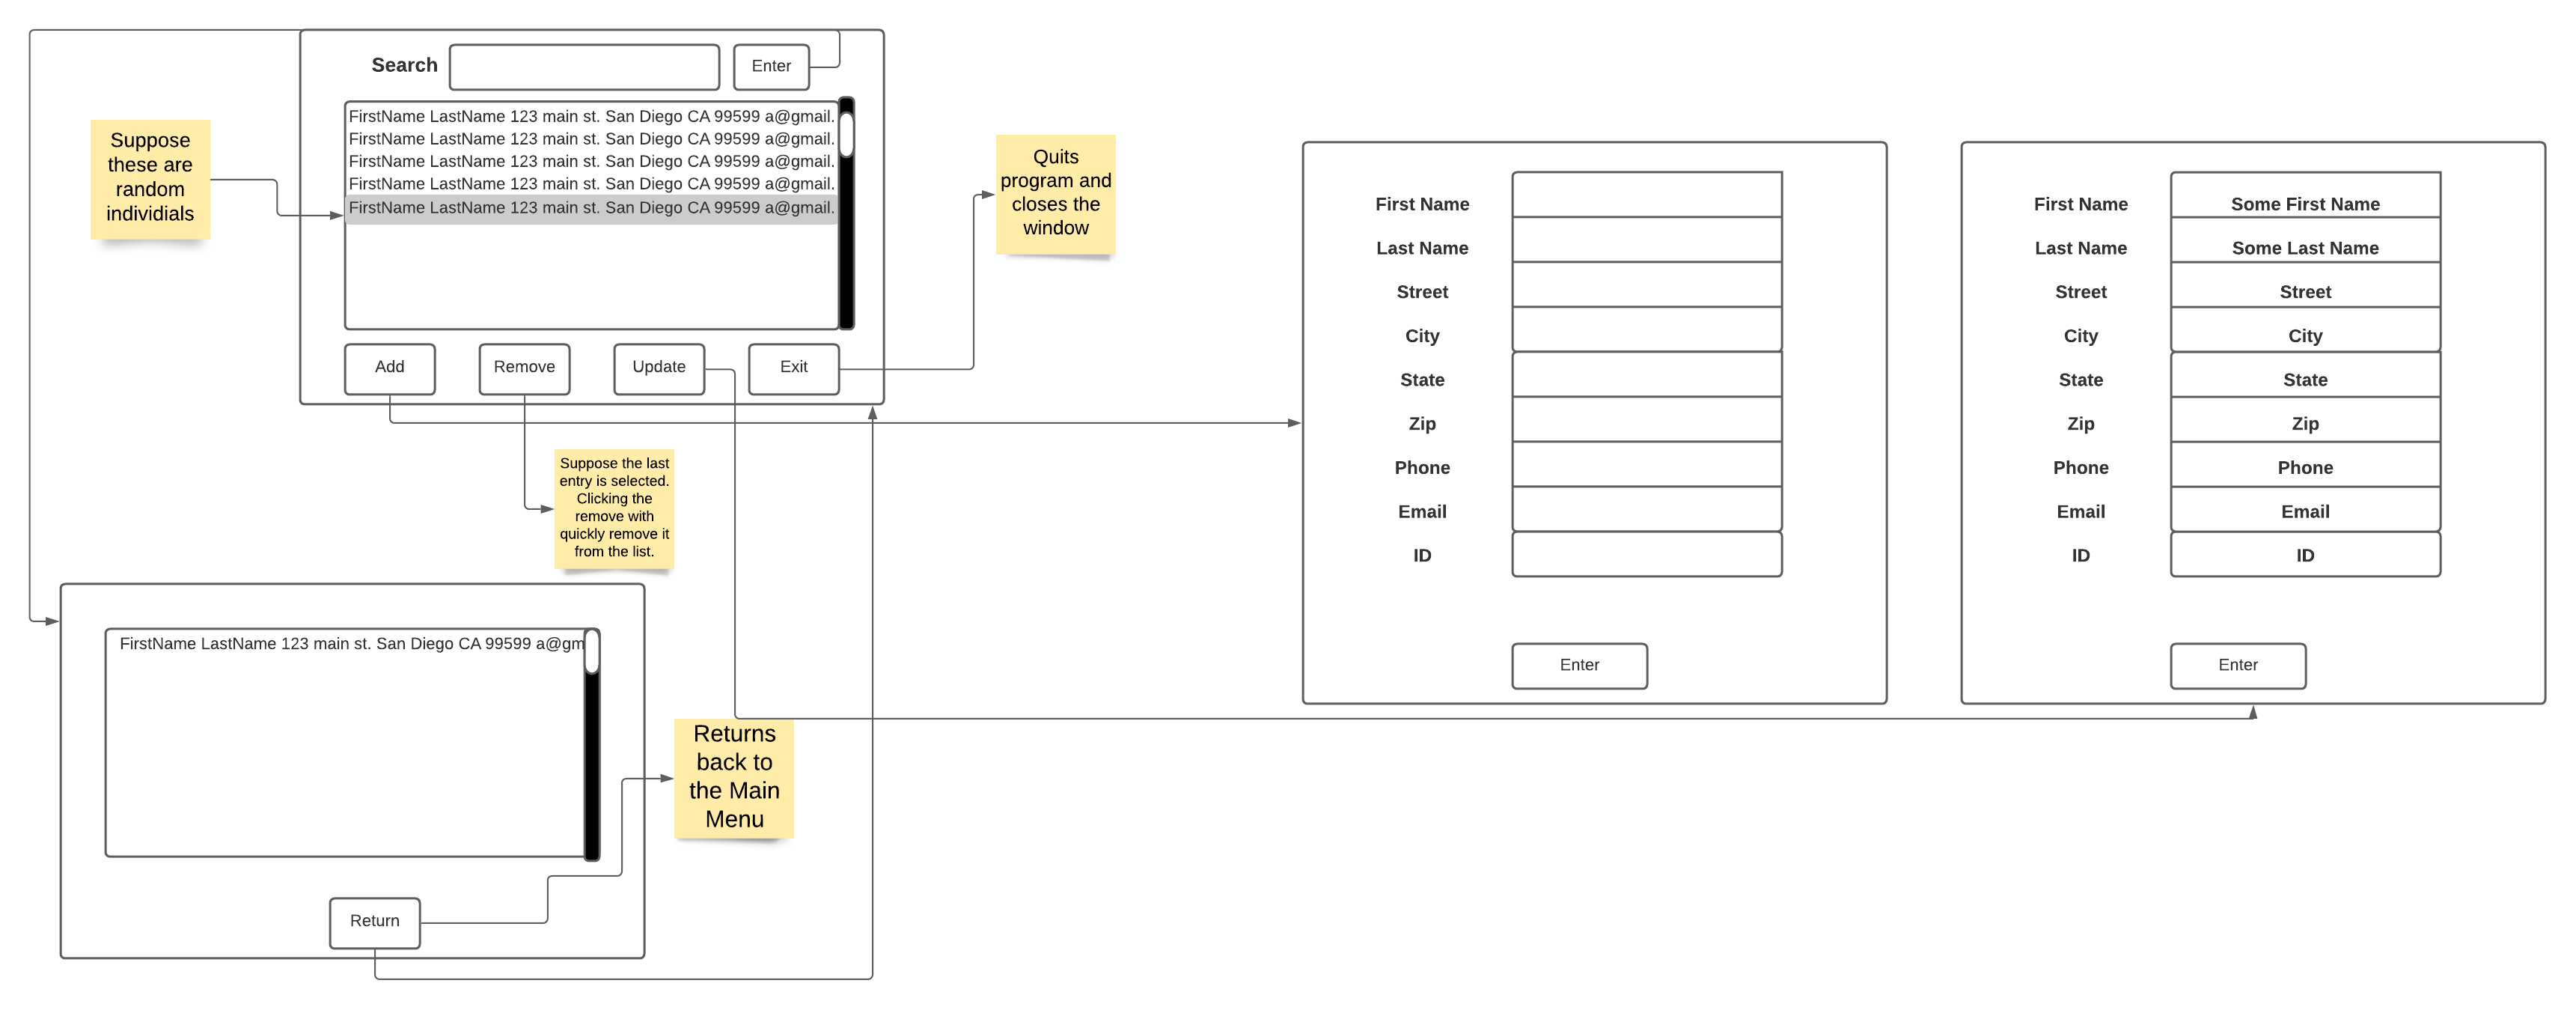 Search
Enter
FirstName LastName 123 main st. San Diego CA 99599 a@gmail.
FirstName LastName 123 main st. San Diego CA 99599 a@gmail.
FirstName LastName 123 main st. San Diego CA 99599 a@gmail.
FirstName LastName 123 main st. San Diego CA 99599 a@gmail.
FirstName LastName 123 main st. San Diego CA 99599 a@gmail.
Add
Remove
Update
Exit
Suppose
these are
random
individials
Quits
program and
closes the
window
Suppose the last
entry is selected.
Clicking the
remove with
quickly remove it
from the list.
FirstName LastName 123 main st. San Diego CA 99599 a@gm
Return
Returns
back to
the Main
Menu
First Name
Last Name
Street
City
State
Zip
Phone
Email
ID
Enter
First Name Some First Name
Last Name Some Last Name
Street Street
City City
State State
Zip Zip
Phone Phone
Email Email
ID ID
Enter